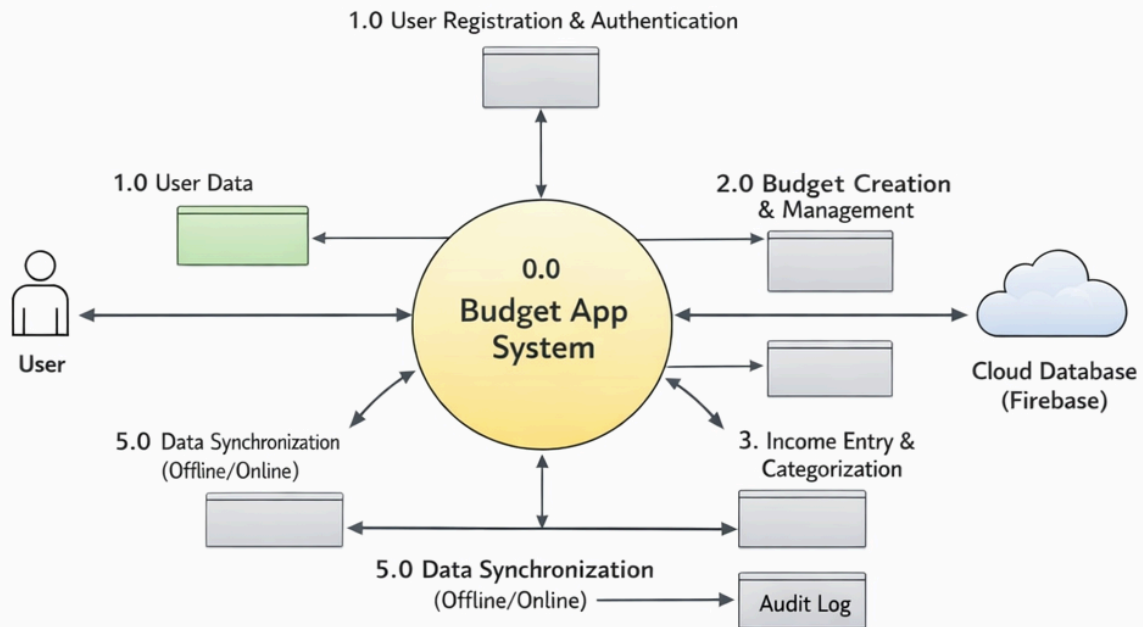 1.0 User Registration & Authentication
1.0 User Data
2.0 Budget Creation
& Management
0.0
Budget App
System
User
Cloud Database
(Firebase)
5.0 Data Synchronization
(Offline/Online)
3. Income Entry &
Categorization
5.0 Data Synchronization
(Offline/Online)
Audit Log